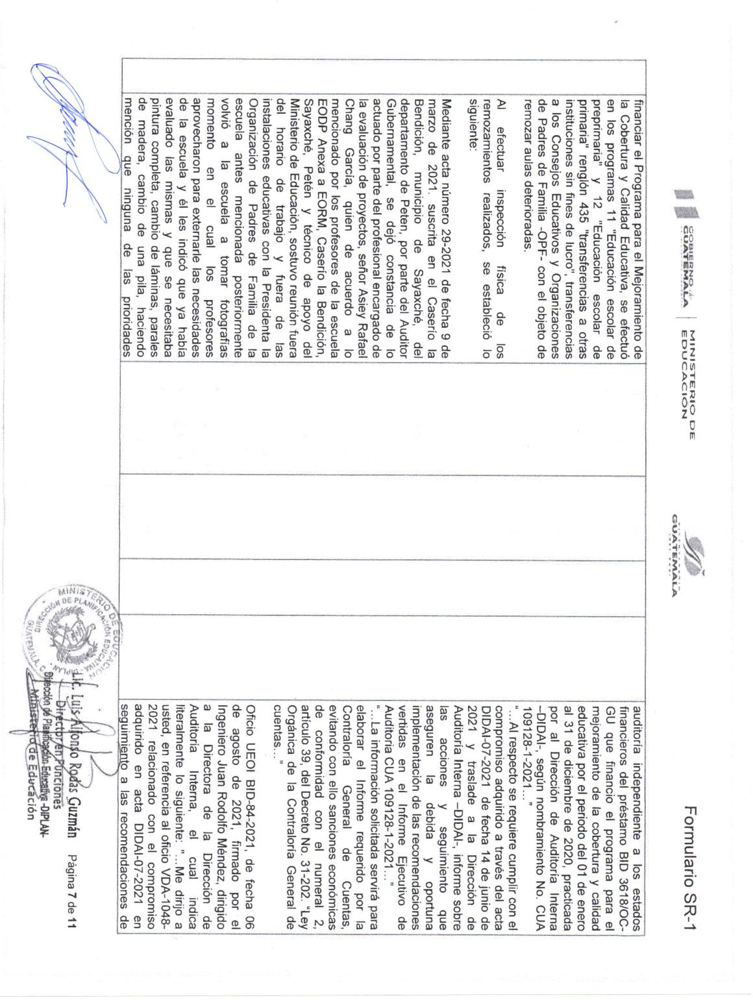 GOBIERNO de
GUATEMALA
MINISTERIO DE
EDUCACIÓN
GUATEMALA
Formulario SR-1
financiar el Programa para el Mejoramiento de
la Cobertura y Calidad Educativa, se efectuó
en los programas 11 "Educación escolar de
preprimaria" y 12 "Educación escolar de
primaria" renglón 435 "transferencias a otras
instituciones sin fines de lucro", transferencias
a los Consejos Educativos y Organizaciones
de Padres de Familia -OPF- con el objeto de
remozar aulas deterioradas.
Al efectuar inspección física de los
remozamientos realizados, se estableció lo
siguiente:
Mediante acta número 29-2021 de fecha 9 de
marzo de 2021. suscrita en el Caserío la
Bendición, municipio de Sayaxché, del
departamento de Peten, por parte del Auditor
Gubernamental, se dejó constancia de lo
actuado por parte del profesional encargado de
la evaluación de proyectos, señor Asiey Rafael
Chang Garcia, quien de acuerdo a lo
mencionado por los profesores de la escuela
EODP Anexa a EORM, Caserío la Bendición,
Sayaxché, Petén y técnico de apoyo del
Ministerio de Educación, sostuvo reunión fuera
del horario de trabajo y fuera de las
instalaciones educativas con la Presidenta la
Organización de Padres de Familia de la
escuela antes mencionada posteriormente
volvió a la escuela a tomar fotografías
momento en el cual los profesores
aprovecharon para externarle las necesidades
de la escuela y él les indicó que ya había
evaluado las mismas y que se necesitaba
pintura completa, cambio de láminas, parales
de madera, cambio de una pila, haciendo
mención que ninguna de las prioridades
auditoría independiente a los estados
financieros del préstamo BID 3618/OC-
GU que financio el programa para el
mejoramiento de la cobertura y calidad
educativa por el periodo del 01 de enero
al 31 de diciembre de 2020, practicada
por al Dirección de Auditoría Interna
–DIDAI-, según nombramiento No. CUA
109128-1-2021…."
"…Al respecto se requiere cumplir con el
compromiso adquirido a través del acta
DIDAI-07-2021 de fecha 14 de junio de
2021 y traslade a la Dirección de
Auditoría Interna –DIDAI-, informe sobre
las acciones y seguimiento que
aseguren la debida y oportuna
implementación de las recomendaciones
vertidas en el Informe Ejecutivo de
Auditoria CUA 109128-1-2021…"
"…La información solicitada servirá para
elaborar el Informe requerido por la
Contraloría General de Cuentas,
evitando con ello sanciones económicas
de conformidad con el numeral 2,
artículo 39, del Decreto No. 31-202. "Ley
Orgánica de la Contraloría General de
cuentas…"
Oficio UEOI BID-84-2021, de fecha 06
de agosto de 2021, firmado por el
Ingeniero Juan Rodolfo Méndez, dirigido
a la Directora de la Dirección de
Auditoria Interna, el cual indica
literalmente lo siguiente: "…Me dirijo a
usted, en referencia al oficio VDA-1048-
2021 relacionado con el compromiso
adquirido en acta DIDAI-07-2021 en
seguimiento a las recomendaciones de
MINISTERIO DE EDUCACIÓN
DIRECCIÓN DE PLANIFICACIÓN EDUCATIVA -DIPLAN-
GUATEMALA, C.
Lic. Luis Alfonso Rodas Guzmán
Director en Funciones
Dirección de Planificación Educativa -DIPLAN-
Ministerio de Educación
Página 7 de 11